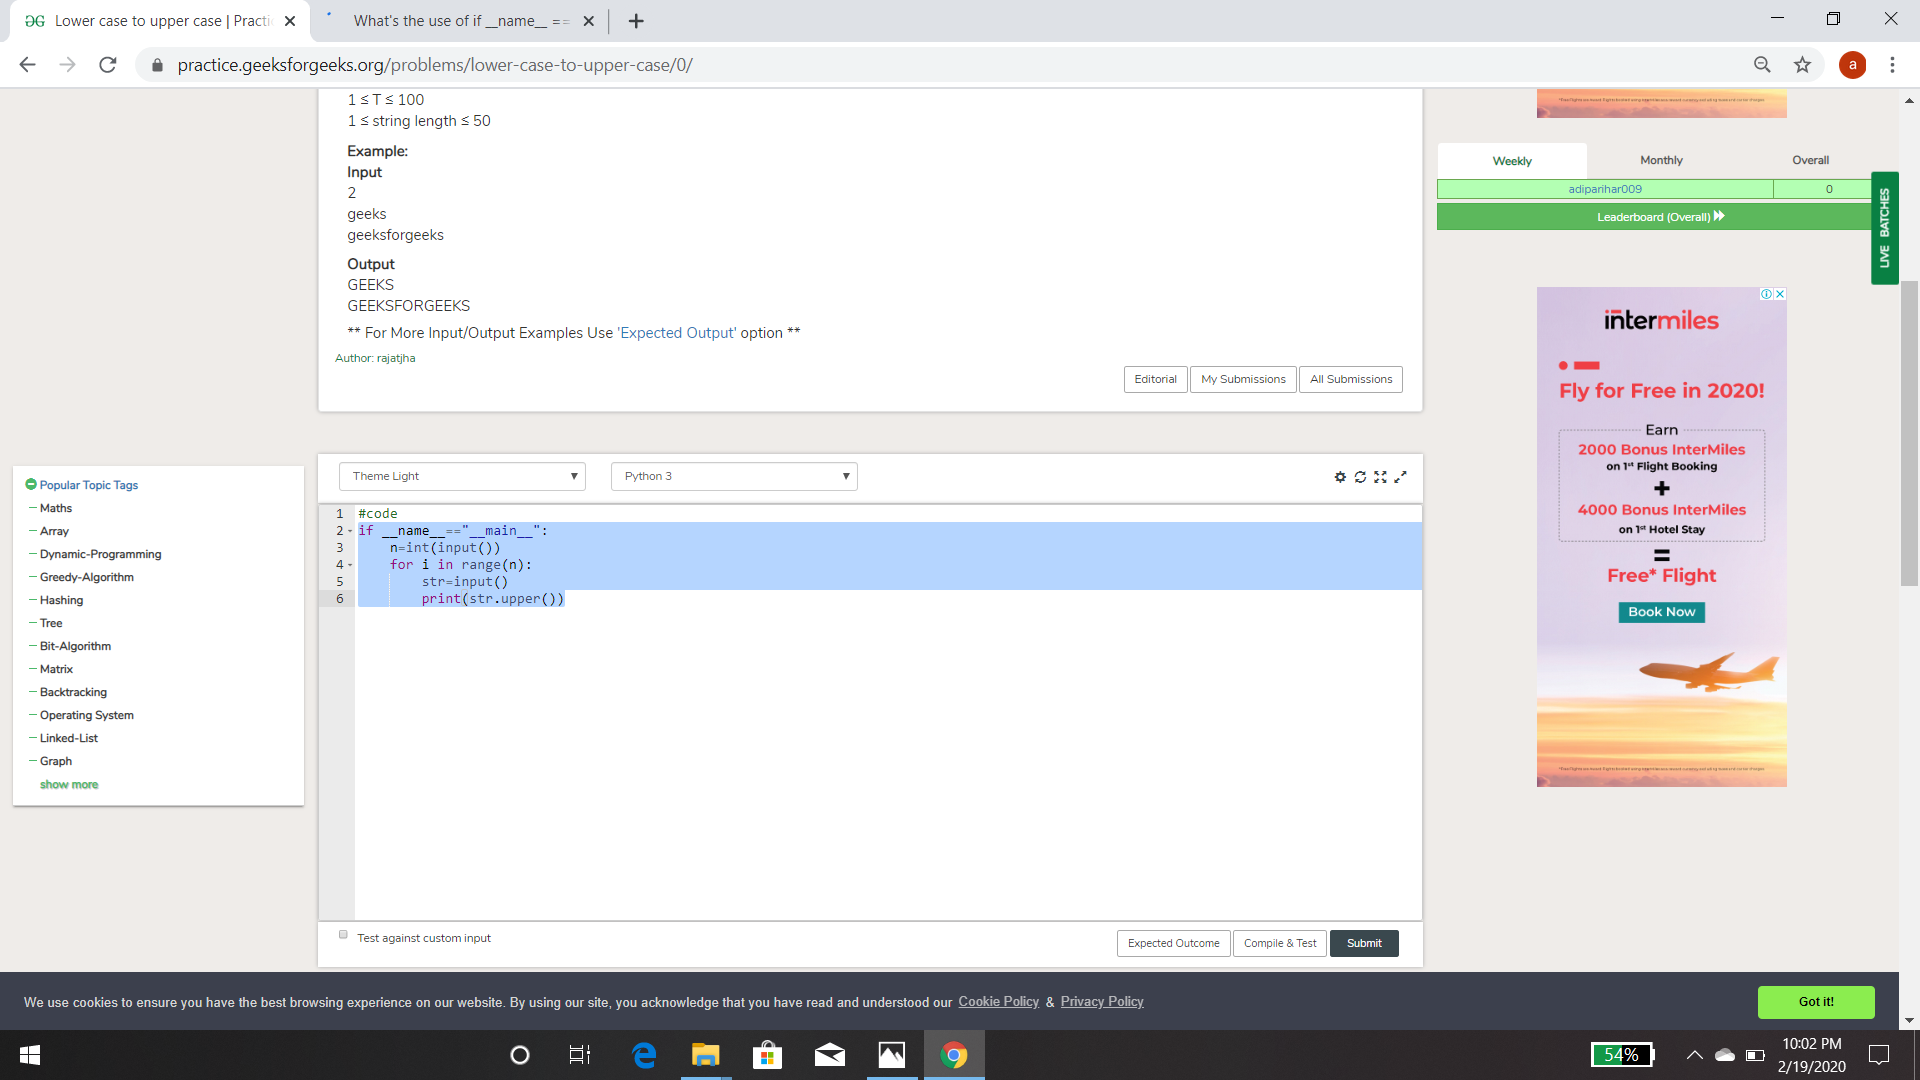 Lower case to upper case | Practi
What's the use of if __name__ ==
practice.geeksforgeeks.org/problems/lower-case-to-upper-case/0/
a
1 ≤ T ≤ 100
1 ≤ string length ≤ 50
Example:
Input
2
geeks
geeksforgeeks
Output
GEEKS
GEEKSFORGEEKS
** For More Input/Output Examples Use 'Expected Output' option **
Author: rajatjha
Editorial
My Submissions
All Submissions
Weekly
Monthly
Overall
adiparihar009
0
Leaderboard (Overall)
LIVE BATCHES
intermiles
Fly for Free in 2020!
Earn
2000 Bonus InterMiles
on 1st Flight Booking
+
4000 Bonus InterMiles
on 1st Hotel Stay
=
Free* Flight
Book Now
Popular Topic Tags
Maths
Array
Dynamic-Programming
Greedy-Algorithm
Hashing
Tree
Bit-Algorithm
Matrix
Backtracking
Operating System
Linked-List
Graph
show more
Theme Light
Python 3
1 #code
2 if __name__=="__main__":
3     n=int(input())
4     for i in range(n):
5         str=input()
6         print(str.upper())
Test against custom input
Expected Outcome
Compile & Test
Submit
We use cookies to ensure you have the best browsing experience on our website. By using our site, you acknowledge that you have read and understood our Cookie Policy & Privacy Policy
Got it!
54%
10:02 PM
2/19/2020